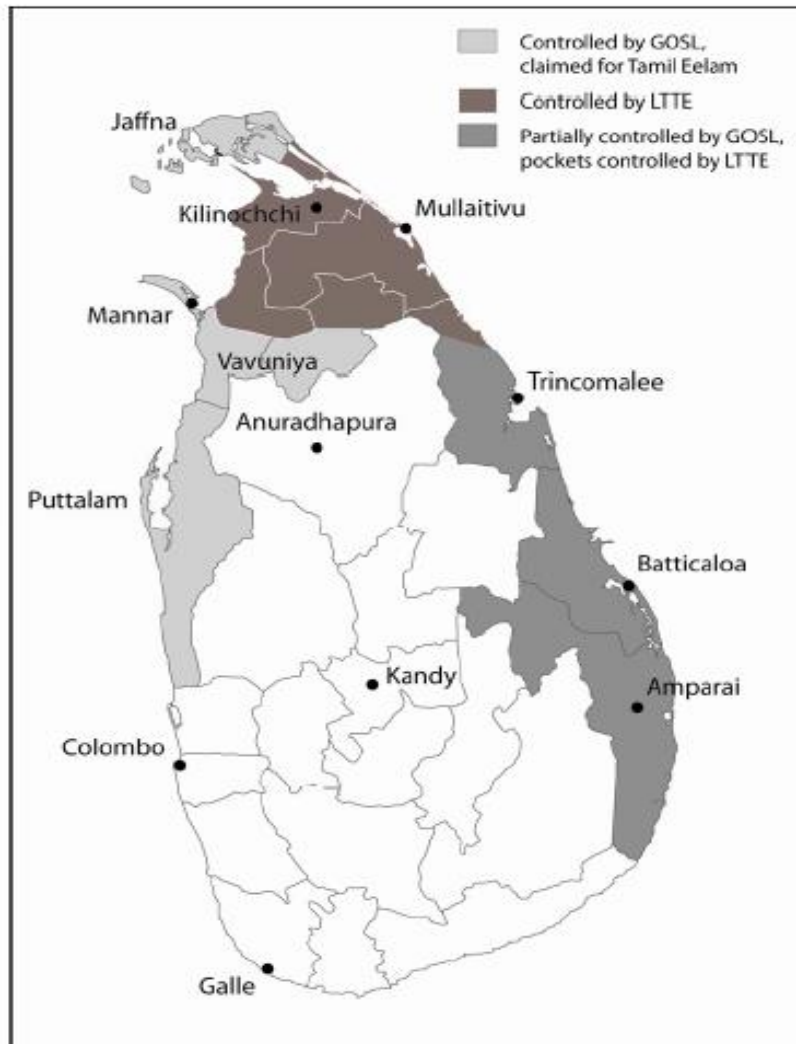 Controlled by GOSL,
claimed for Tamil Eelam
Controlled by LTTE
Partially controlled by GOSL,
pockets controlled by LTTE
Jaffna
Kilinochchi
Mullaitivu
Mannar
Vavuniya
Trincomalee
Anuradhapura
Puttalam
Batticaloa
Kandy
Amparai
Colombo
Galle